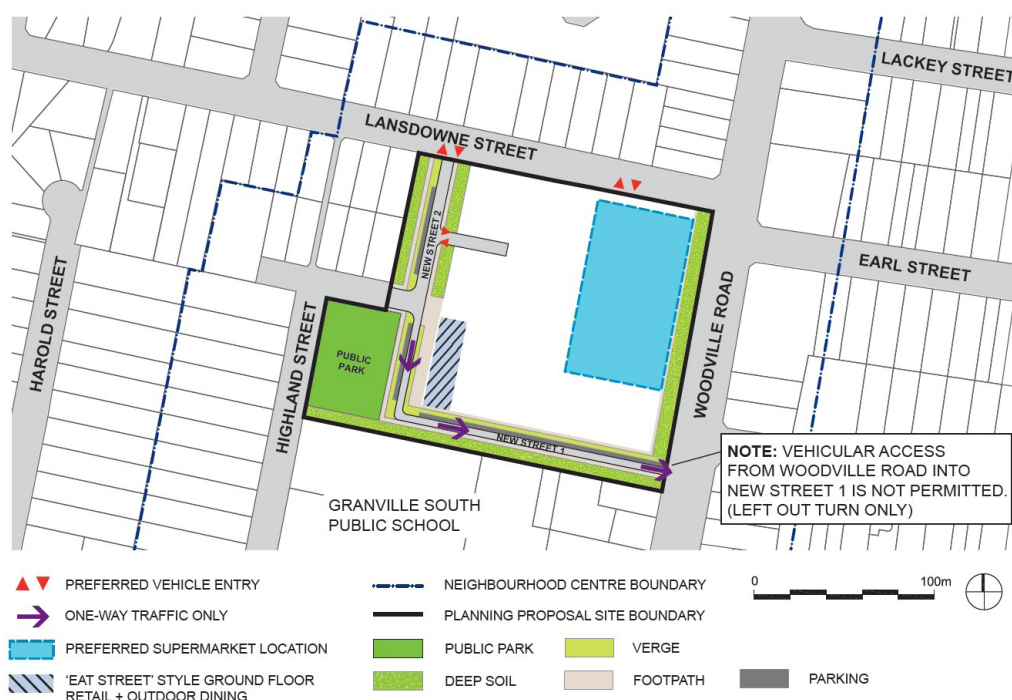 LACKEY STREET
LANSDOWNE STREET
NEW STREET 2
EARL STREET
HAROLD STREET
HIGHLAND STREET
PUBLIC
PARK
WOODVILLE ROAD
NEW STREET 1
NOTE: VEHICULAR ACCESS
FROM WOODVILLE ROAD INTO
NEW STREET 1 IS NOT PERMITTED.
(LEFT OUT TURN ONLY)
GRANVILLE SOUTH
PUBLIC SCHOOL
PREFERRED VEHICLE ENTRY
ONE-WAY TRAFFIC ONLY
PREFERRED SUPERMARKET LOCATION
'EAT STREET' STYLE GROUND FLOOR
RETAIL + OUTDOOR DINING
NEIGHBOURHOOD CENTRE BOUNDARY
PLANNING PROPOSAL SITE BOUNDARY
PUBLIC PARK
VERGE
DEEP SOIL
FOOTPATH
PARKING
0 100m